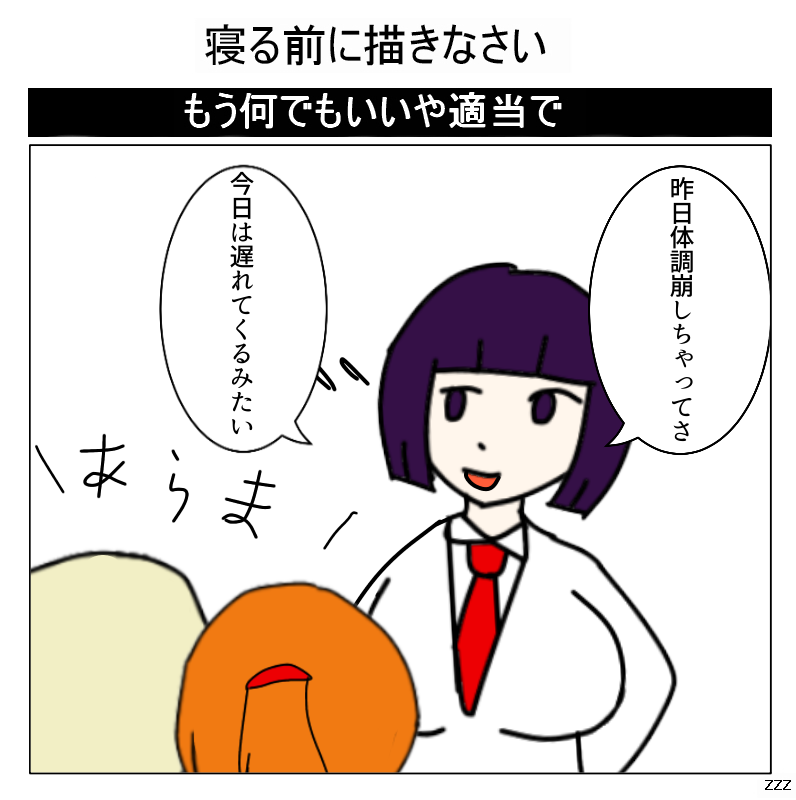 寝る前に描きなさい
もう何でもいいや適当で
昨日体調崩しちゃってさ
今日は遅れてくるみたい
あらま
ZZZ